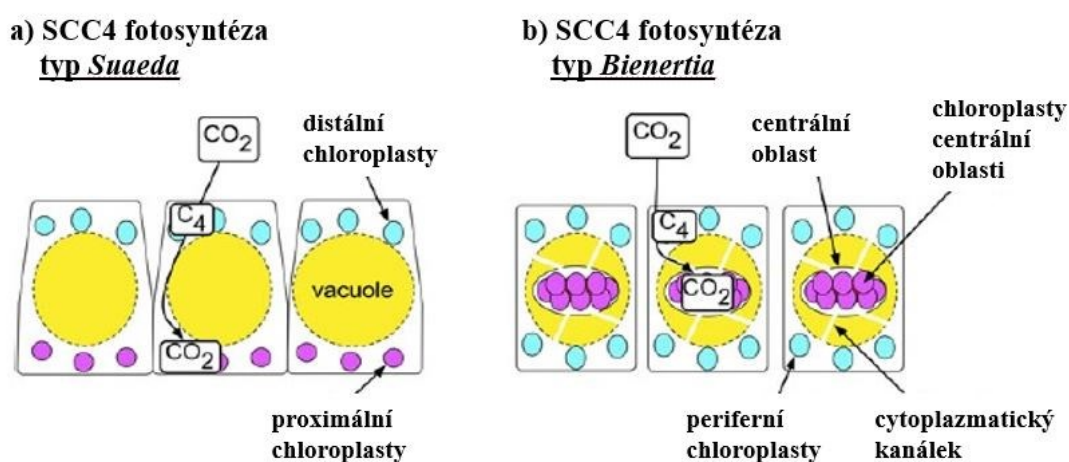 a) SCC4 fotosyntéza
typ Suaeda
CO2
distální
chloroplasty
C4
vacuole
CO2
proximální
chloroplasty
b) SCC4 fotosyntéza
typ Bienertia
CO2
centrální
oblast
chloroplasty
centrální
oblasti
C4
CO2
periferní
chloroplasty
cytoplazmatický
kanálek